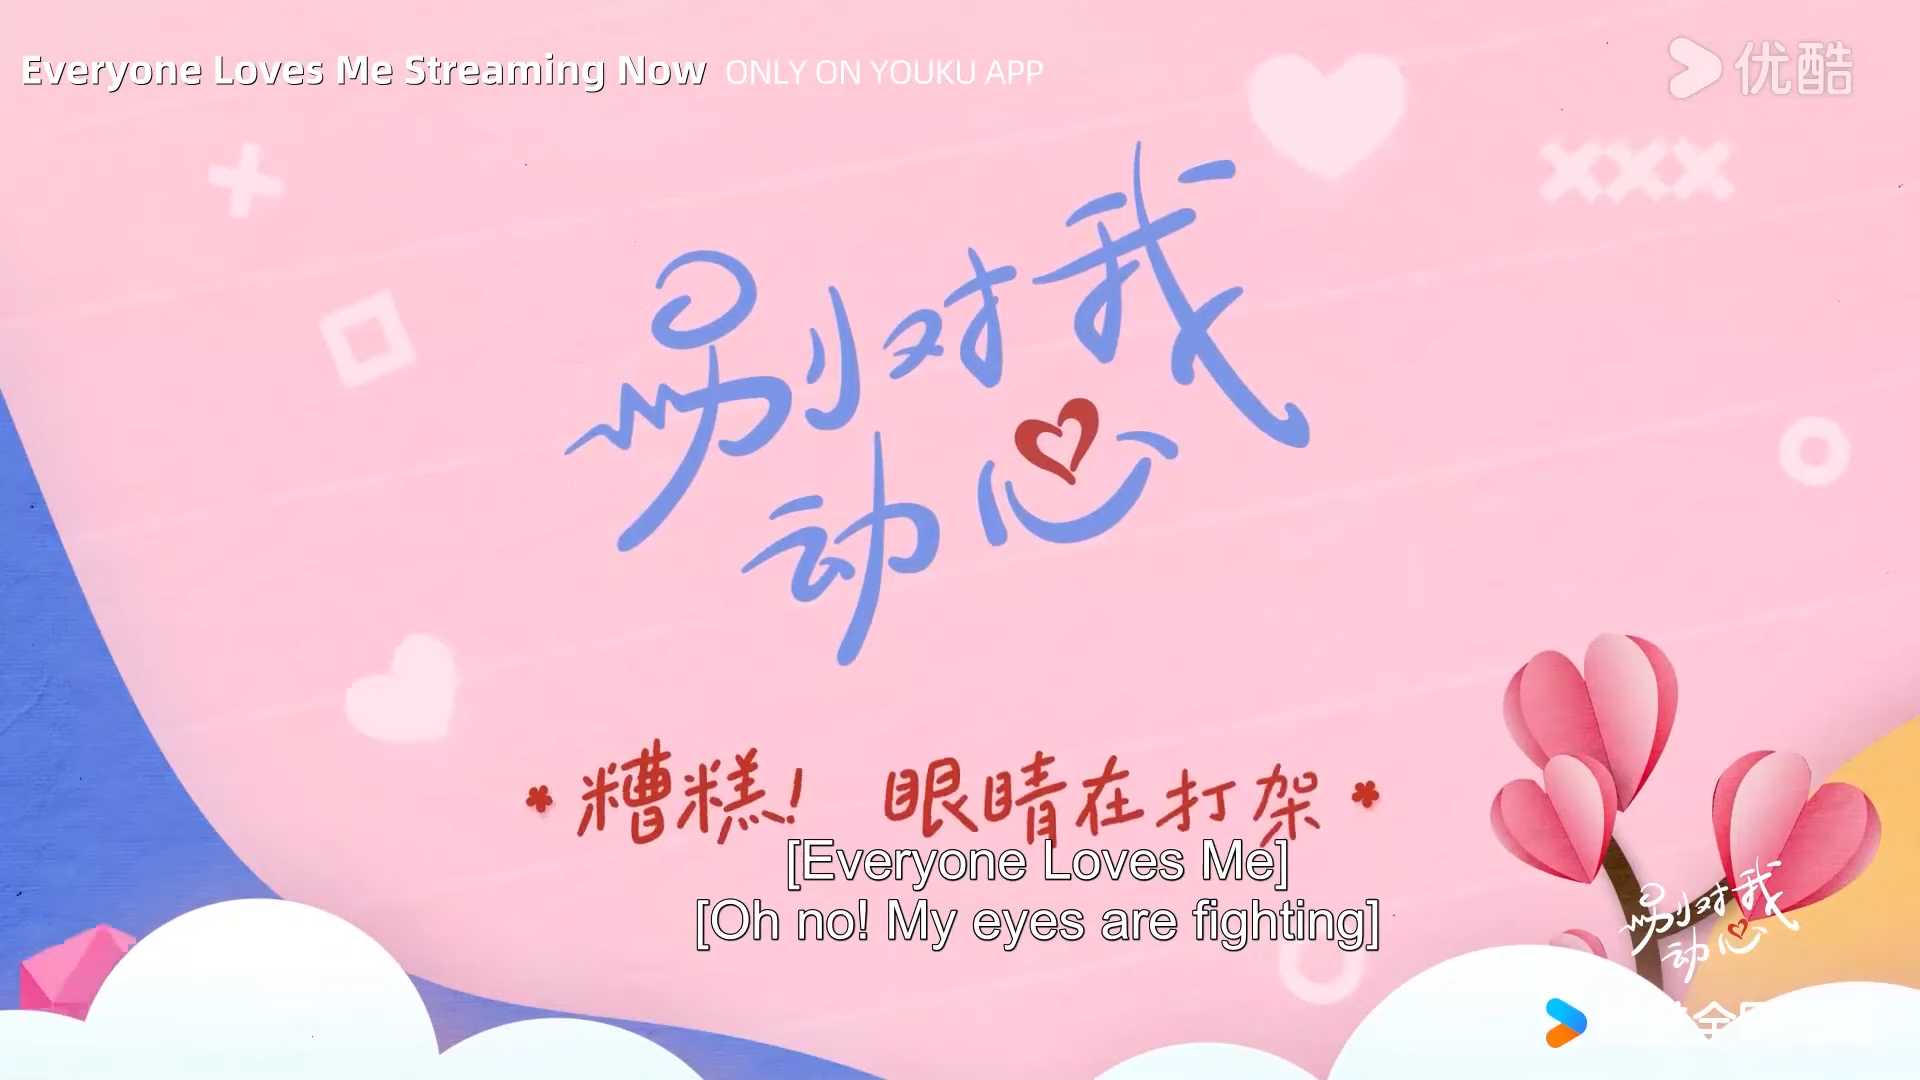 Everyone Loves Me Streaming Now ONLY ON YOUKU APP
优酷
别对我
动心
糟糕！ 眼睛在打架
[Everyone Loves Me]
[Oh no! My eyes are fighting]
别对我
动心